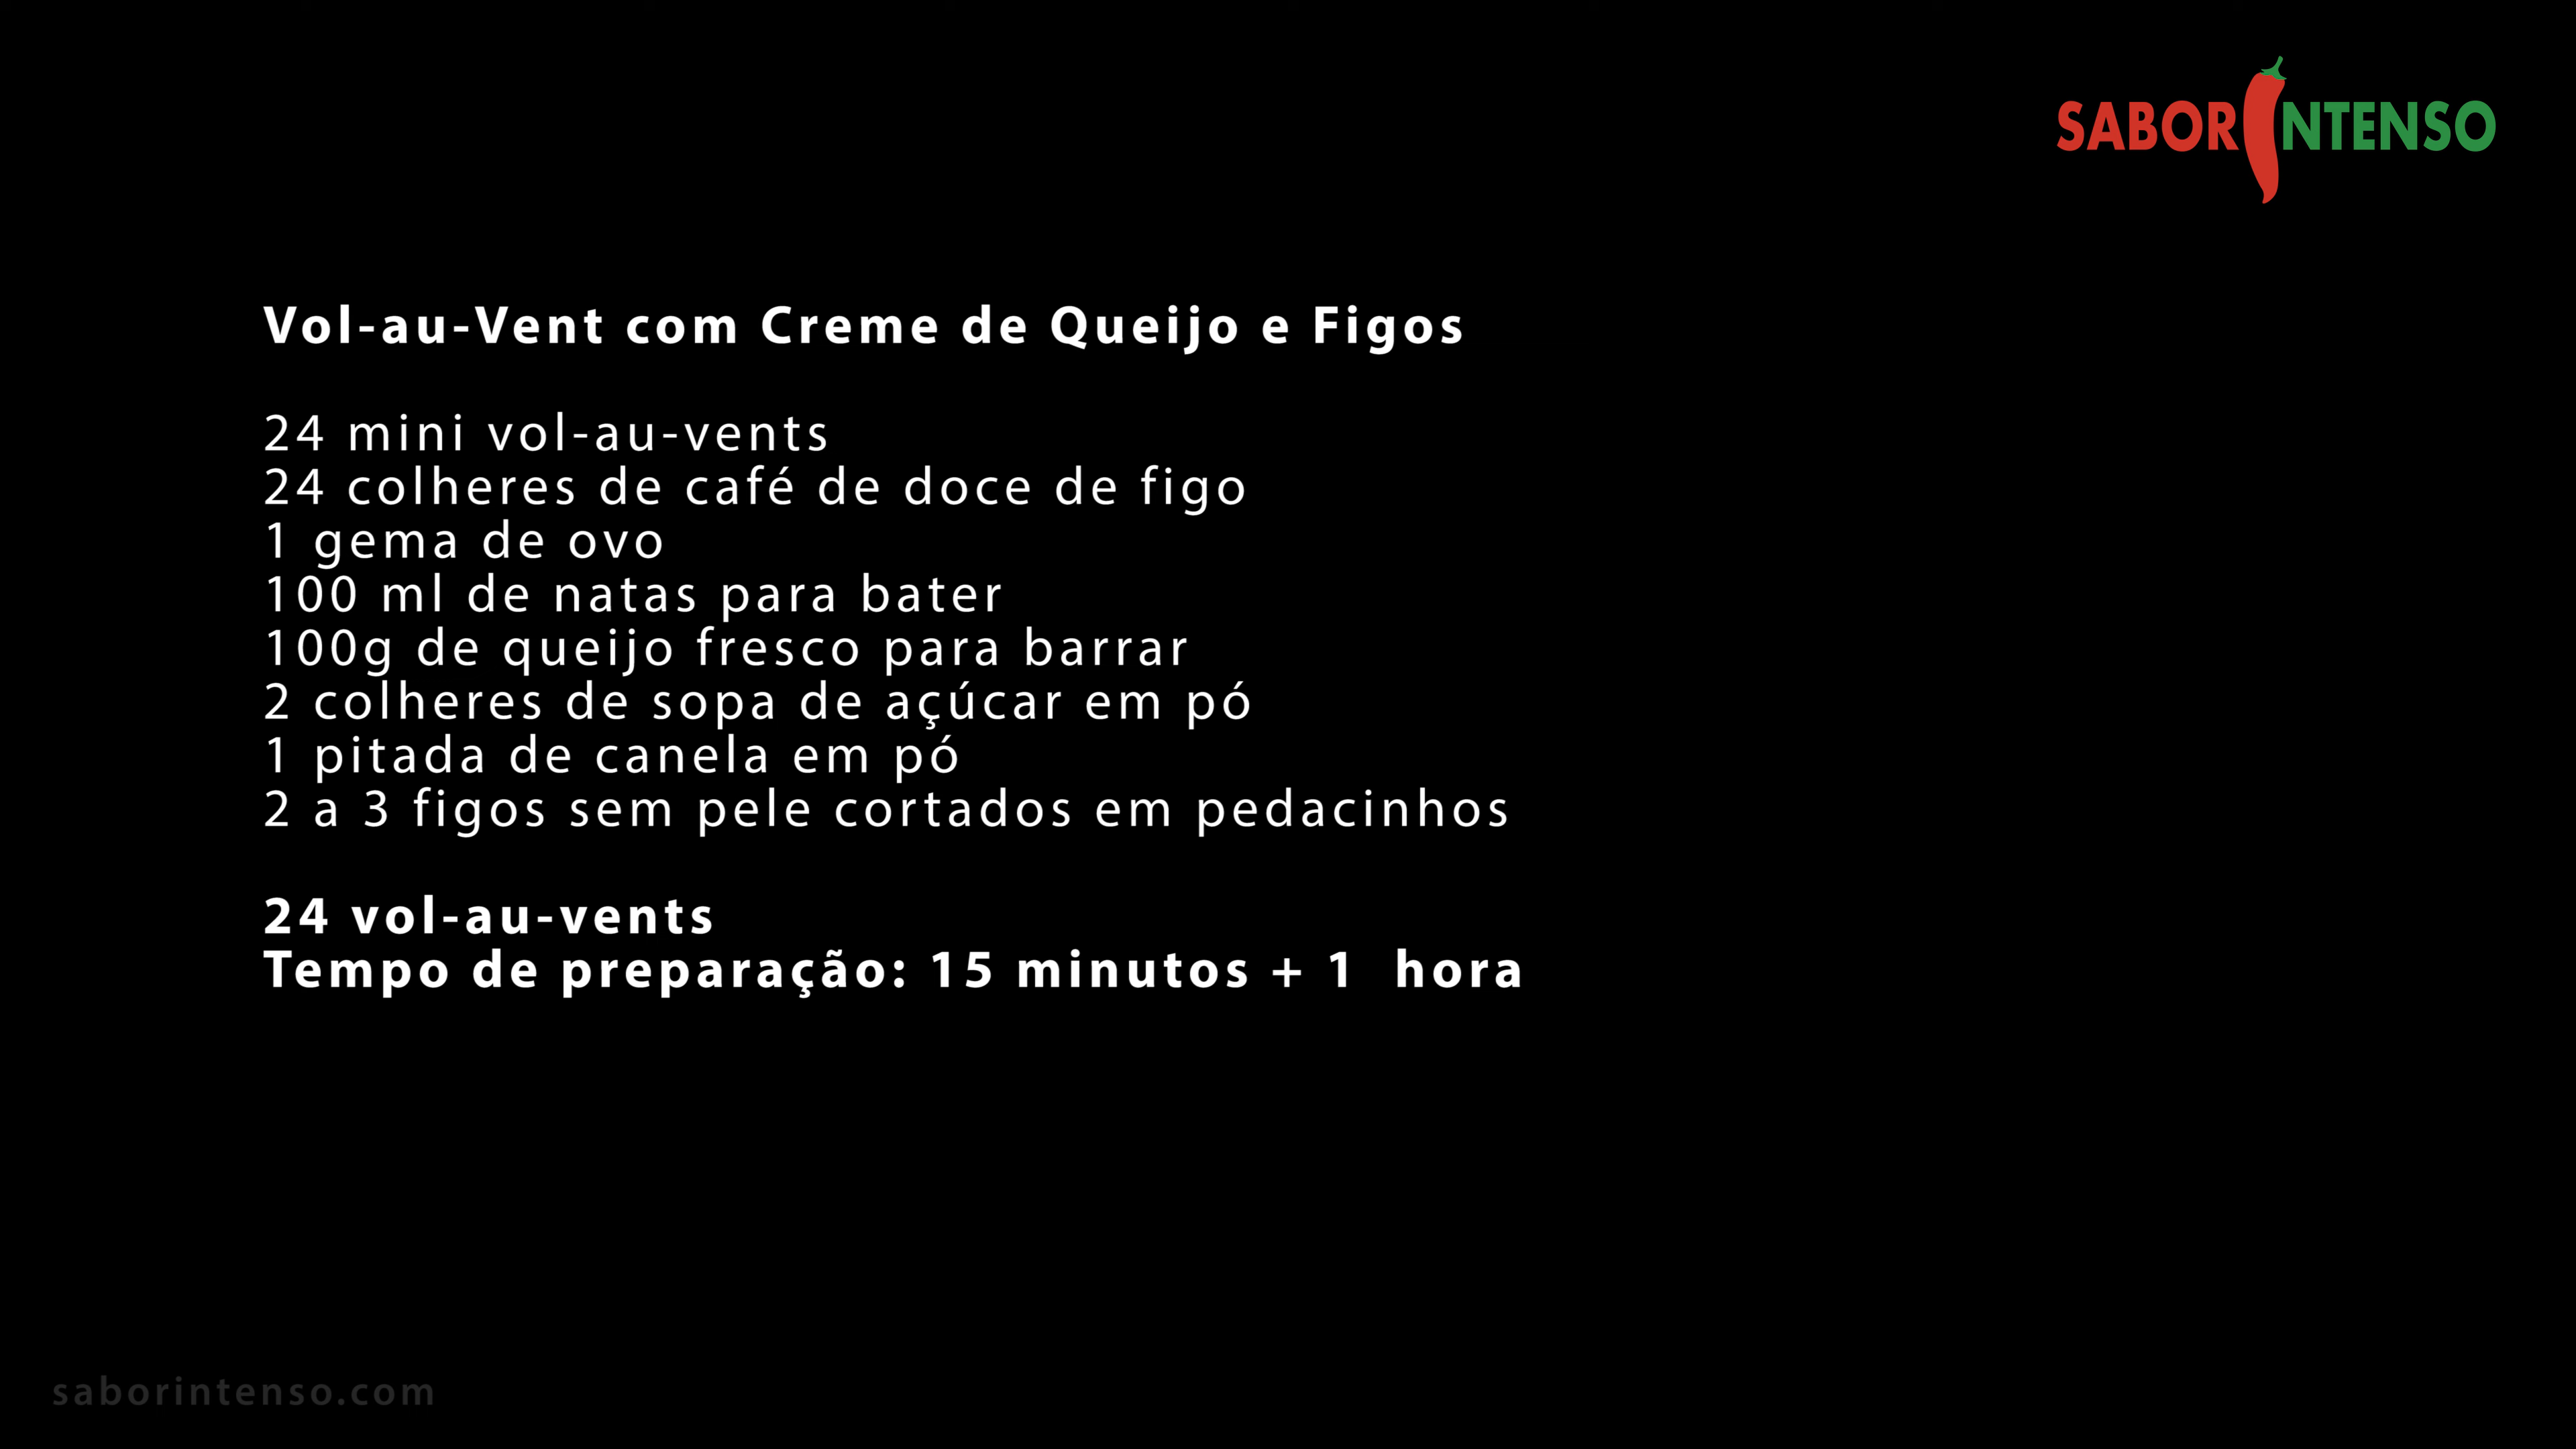 SABOR INTENSO
Vol-au-Vent com Creme de Queijo e Figos
24 mini vol-au-vents
24 colheres de café de doce de figo
1 gema de ovo
100 ml de natas para bater
100g de queijo fresco para barrar
2 colheres de sopa de açúcar em pó
1 pitada de canela em pó
2 a 3 figos sem pele cortados em pedacinhos
24 vol-au-vents
Tempo de preparação: 15 minutos + 1  hora
saborintenso.com